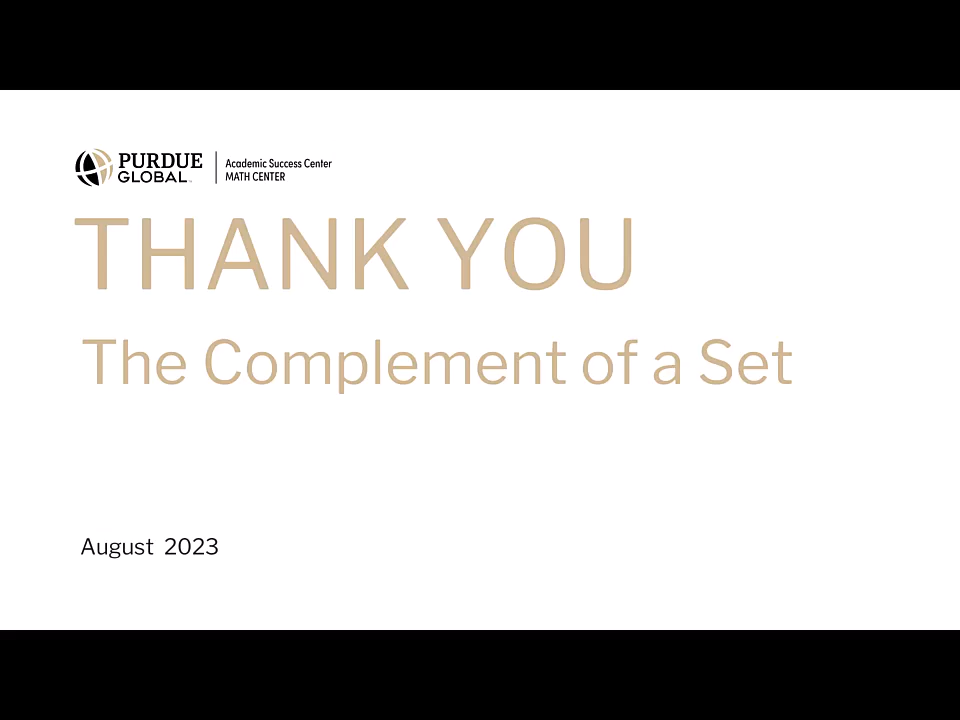 PURDUE
GLOBAL
Academic Success Center
MATH CENTER
THANK YOU
The Complement of a Set
August 2023